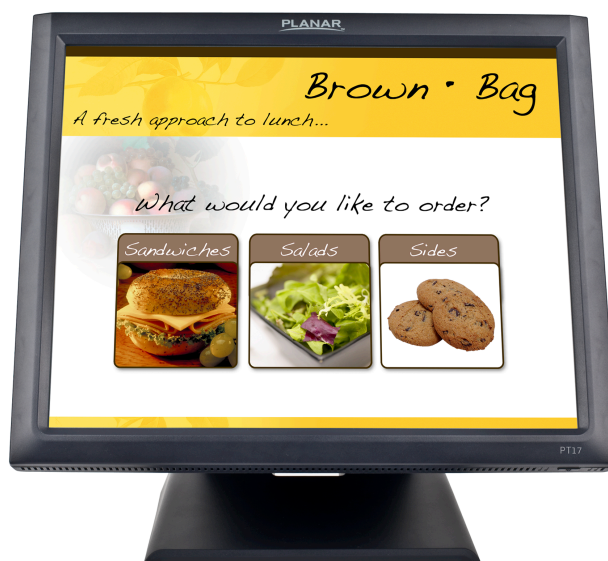 PLANAR
Brown • Bag
A fresh approach to lunch...
What would you like to order?
Sandwiches
Salads
Sides
PT17